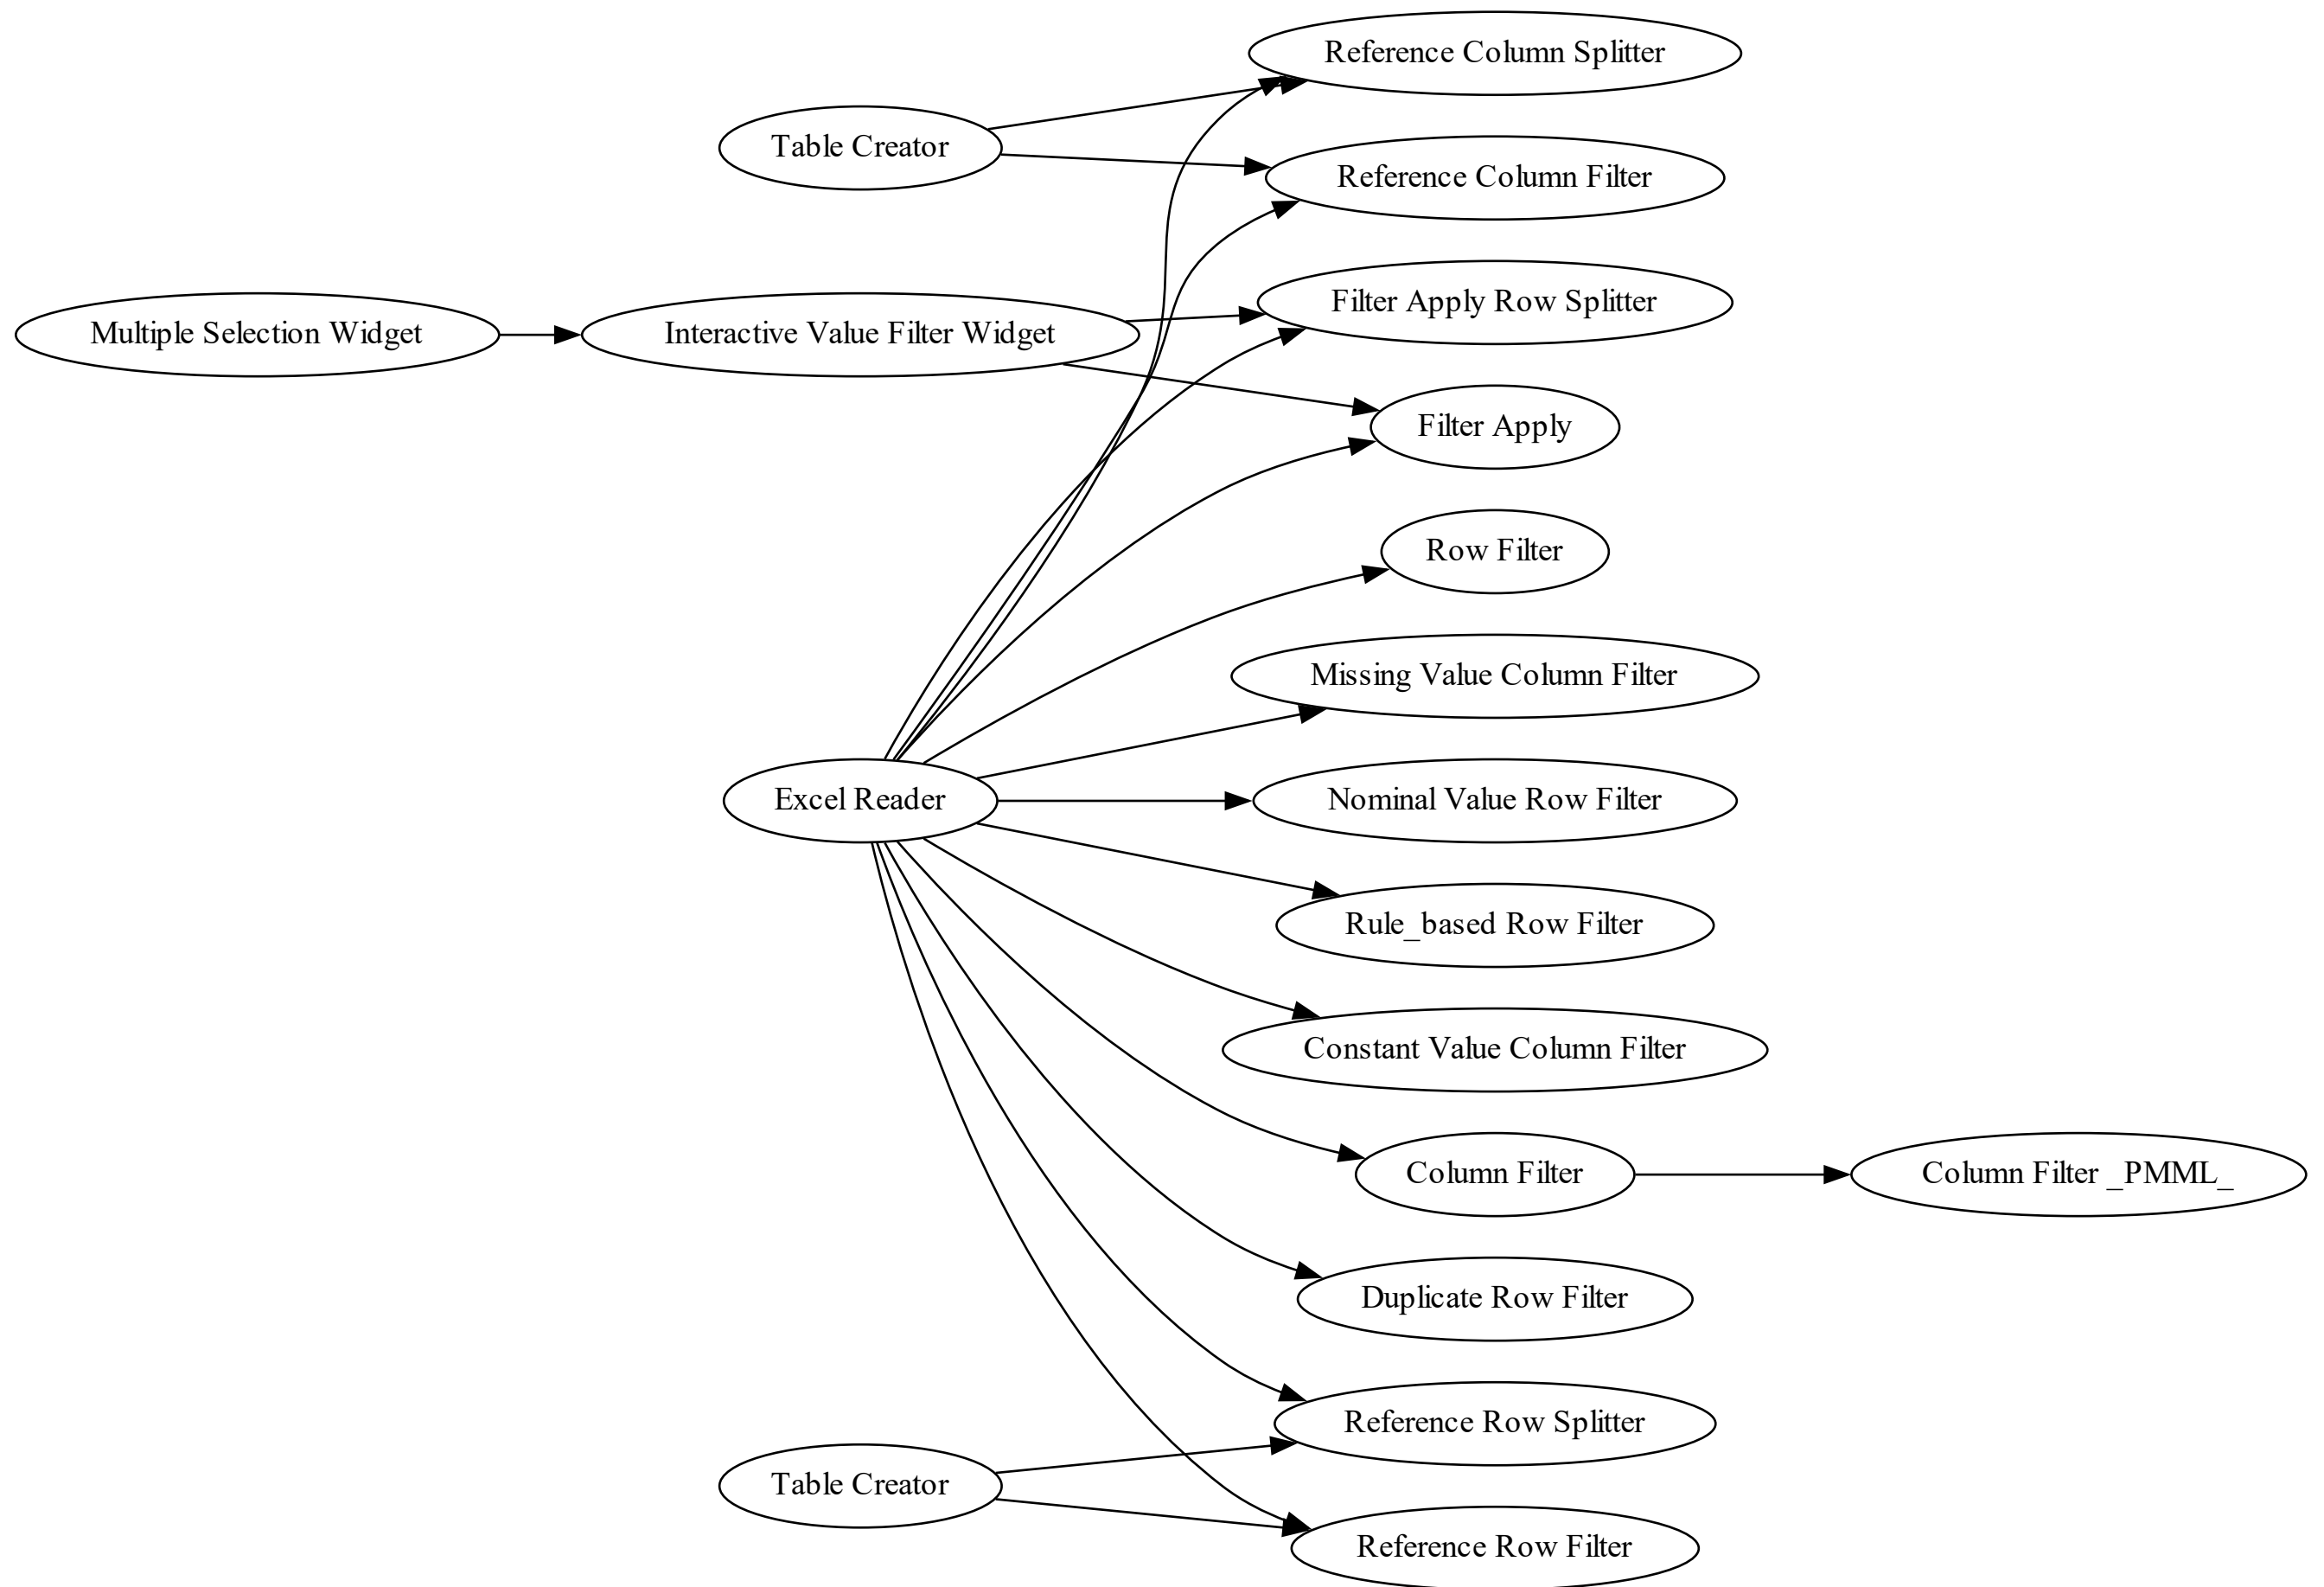 Reference Column Splitter
Table Creator
Reference Column Filter
Filter Apply Row Splitter
Multiple Selection Widget
Interactive Value Filter Widget
Filter Apply
Row Filter
Missing Value Column Filter
Excel Reader
Nominal Value Row Filter
Rule_based Row Filter
Constant Value Column Filter
Column Filter
Column Filter _PMML_
Duplicate Row Filter
Reference Row Splitter
Table Creator
Reference Row Filter